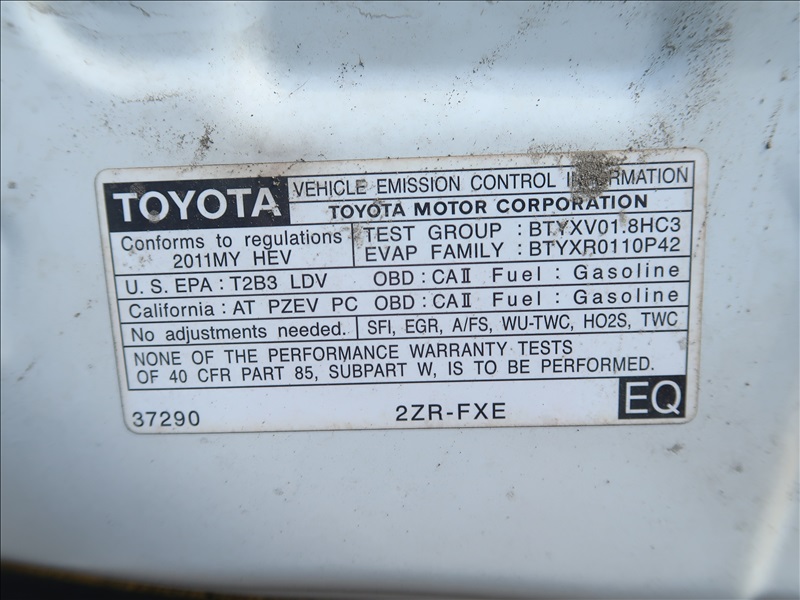 TOYOTA
VEHICLE EMISSION CONTROL INFORMATION
TOYOTA MOTOR CORPORATION
Conforms to regulations
2011MY HEV
TEST GROUP : BTYXV01.8HC3
EVAP FAMILY : BTYXR0110P42
U.S.EPA : T2B3 LDV OBD : CAⅡ Fuel : Gasoline
California : AT PZEV PC OBD : CAⅡ Fuel : Gasoline
No adjustments needed. SFI, EGR, A/FS, WU-TWC, HO2S, TWC
NONE OF THE PERFORMANCE WARRANTY TESTS
OF 40 CFR PART 85, SUBPART W, IS TO BE PERFORMED.
37290 2ZR-FXE EQ